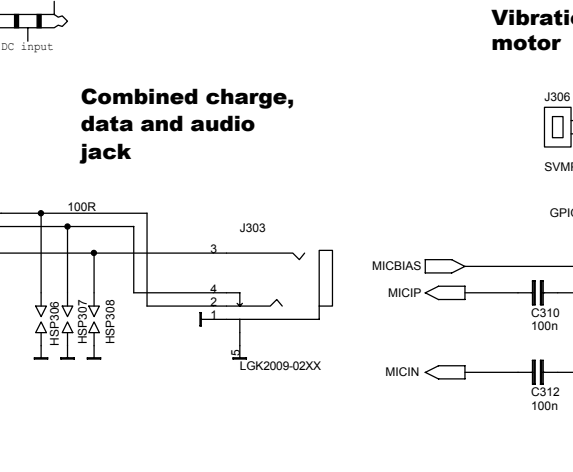 DC input
Vibratio
motor
Combined charge,
data and audio
jack
J306
SVMF
GPIO
100R
J303
3
4
2
1
5
LGK2009-02XX
HSP306
HSP307
HSP308
MICBIAS
MICIP
C310
100n
MICIN
C312
100n